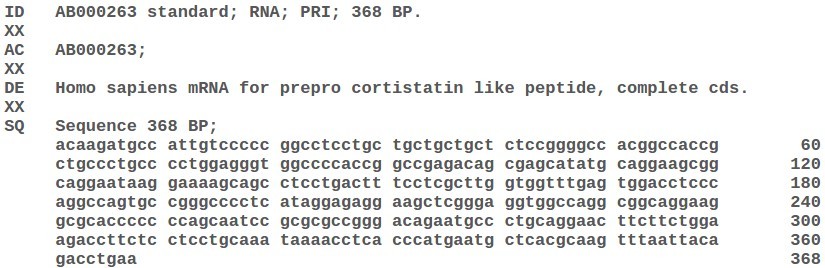 ID   AB000263 standard; RNA; PRI; 368 BP.
XX
AC   AB000263;
XX
DE   Homo sapiens mRNA for prepro cortistatin like peptide, complete cds.
XX
SQ   Sequence 368 BP;
     acaagatgcc attgtccccc ggcctcctgc tgctgctgct ctccggggcc acggccaccg        60
     ctgccctgcc cctggagggt ggccccaccg gccgagacag cgagcatatg caggaagcgg       120
     caggaataag gaaaagcagc ctcctgactt tcctcgcttg gtggtttgag tggacctccc       180
     aggccagtgc cgggcccctc ataggagagg aagctcggga ggtggccagg cggcaggaag       240
     gcgcaccccc ccagcaatcc gcgcgccggg acagaatgcc ctgcaggaac ttcttctgga       300
     agaccttctc ctcctgcaaa taaaacctca cccatgaatg ctcacgcaag tttaattaca       360
     gacctgaa                                                                368